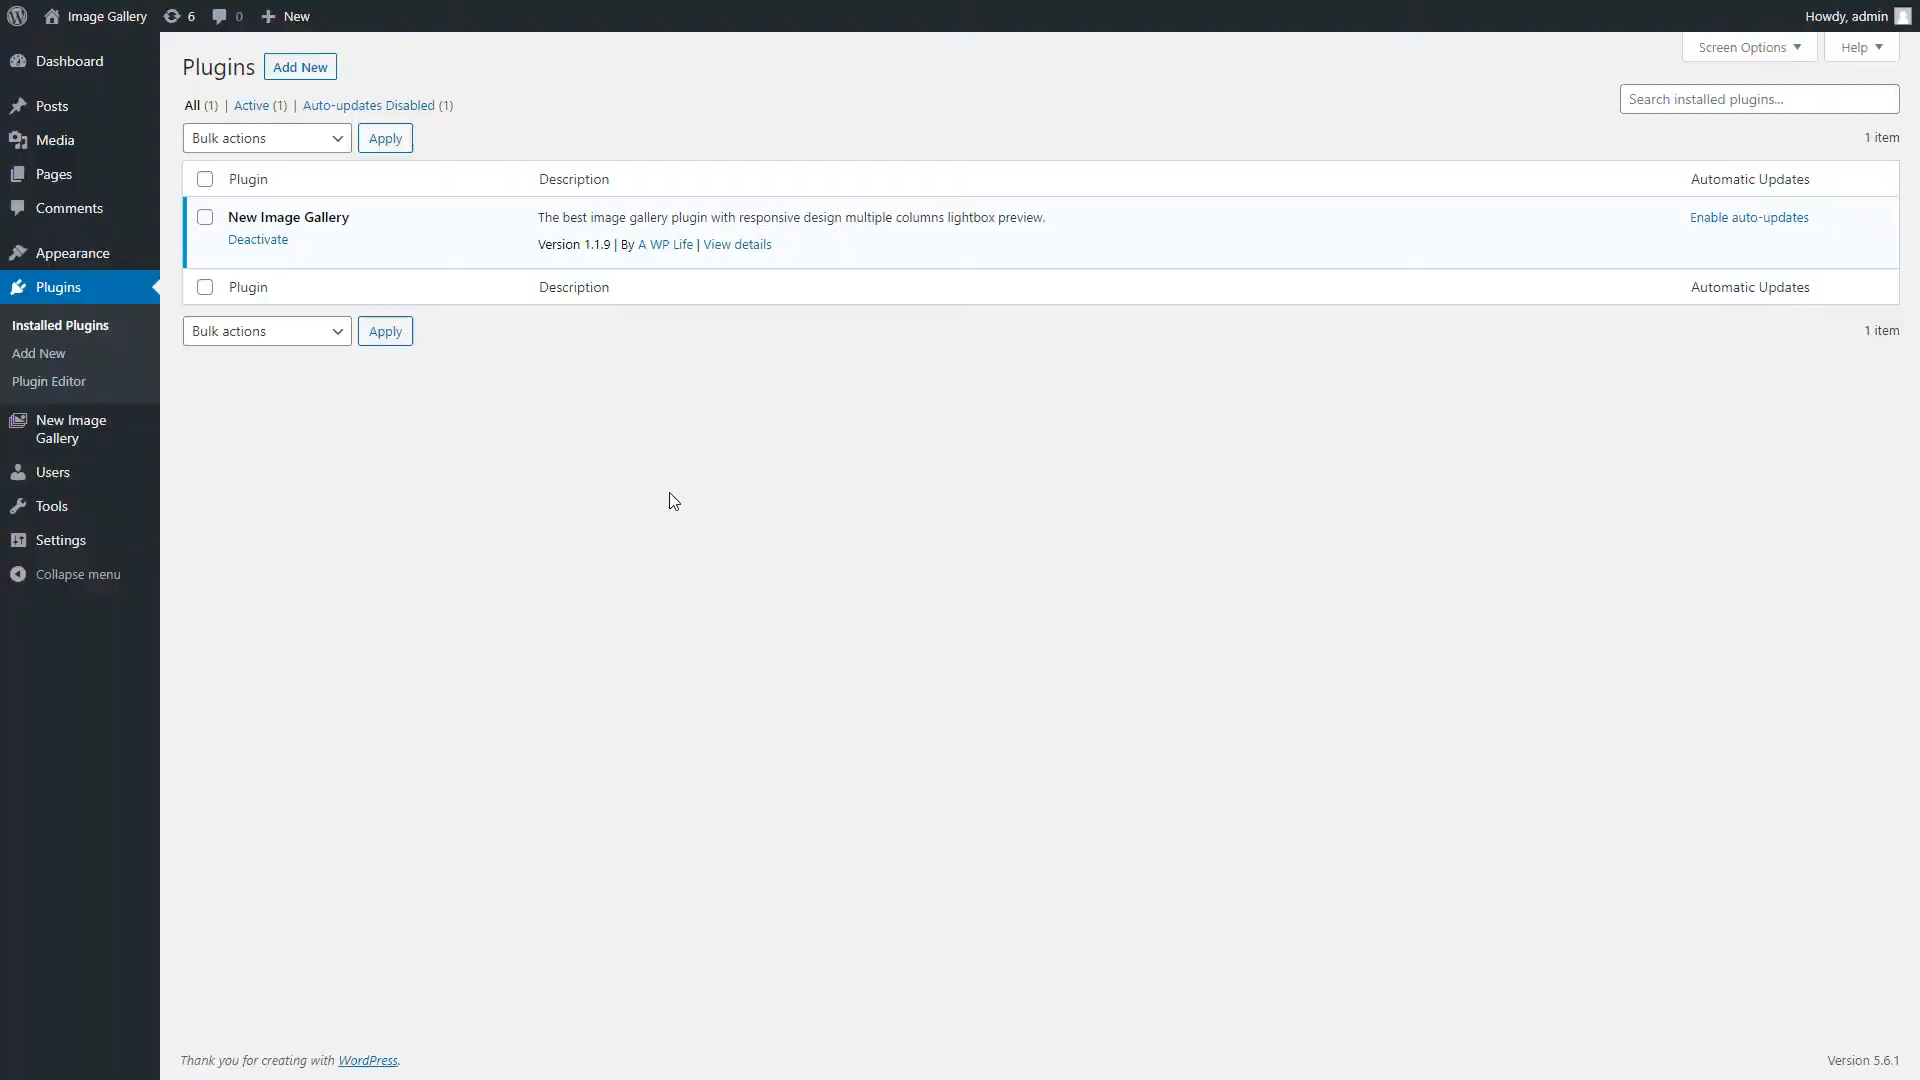 Image Gallery 6 0 New Howdy, admin
Screen Options Help
Dashboard
Posts
Media
Pages
Comments
Appearance
Plugins
Installed Plugins
Add New
Plugin Editor
New Image
Gallery
Users
Tools
Settings
Collapse menu
Plugins Add New
All (1) | Active (1) | Auto-updates Disabled (1)
Search installed plugins...
Bulk actions Apply 1 item
Plugin Description Automatic Updates
New Image Gallery The best image gallery plugin with responsive design multiple columns lightbox preview. Enable auto-updates
Deactivate Version 1.1.9 | By A WP Life | View details
Plugin Description Automatic Updates
Bulk actions Apply 1 item
Thank you for creating with WordPress. Version 5.6.1